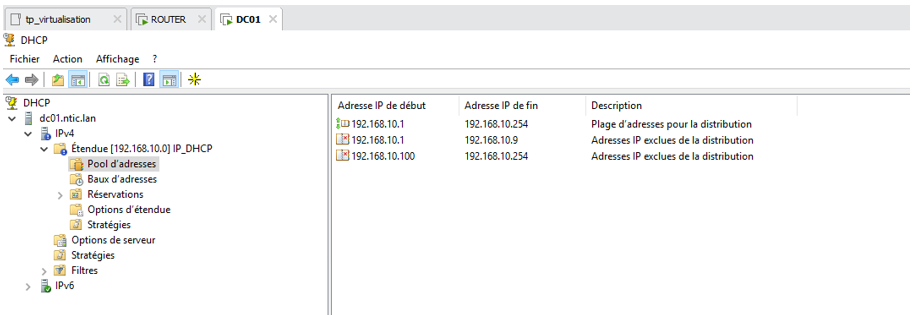 tp_virtualisation ROUTER DC01
DHCP
Fichier Action Affichage ?
DHCP
dc01.ntic.lan
IPv4
Étendue [192.168.10.0] IP_DHCP
Pool d'adresses
Baux d'adresses
Réservations
Options d'étendue
Stratégies
Options de serveur
Stratégies
Filtres
IPv6
Adresse IP de début Adresse IP de fin Description
192.168.10.1 192.168.10.254 Plage d'adresses pour la distribution
192.168.10.1 192.168.10.9 Adresses IP exclues de la distribution
192.168.10.100 192.168.10.254 Adresses IP exclues de la distribution